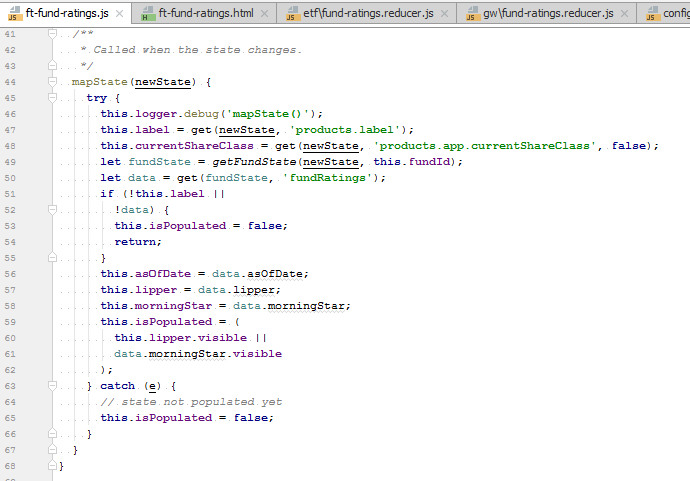 ft-fund-ratings.js ft-fund-ratings.html etf\fund-ratings.reducer.js gw\fund-ratings.reducer.js config
41 /**
42 * Called when the state changes.
43 */
44 mapState(newState) {
45 try {
46 this.logger.debug('mapState()');
47 this.label = get(newState, 'products.label');
48 this.currentShareClass = get(newState, 'products.app.currentShareClass', false);
49 let fundState = getFundState(newState, this.fundId);
50 let data = get(fundState, 'fundRatings');
51 if (!this.label ||
52 !data) {
53 this.isPopulated = false;
54 return;
55 }
56 this.asOfDate = data.asOfDate;
57 this.lipper = data.lipper;
58 this.morningStar = data.morningStar;
59 this.isPopulated = (
60 this.lipper.visible ||
61 data.morningStar.visible
62 );
63 } catch (e) {
64 // state not populated yet
65 this.isPopulated = false;
66 }
67 }
68 }